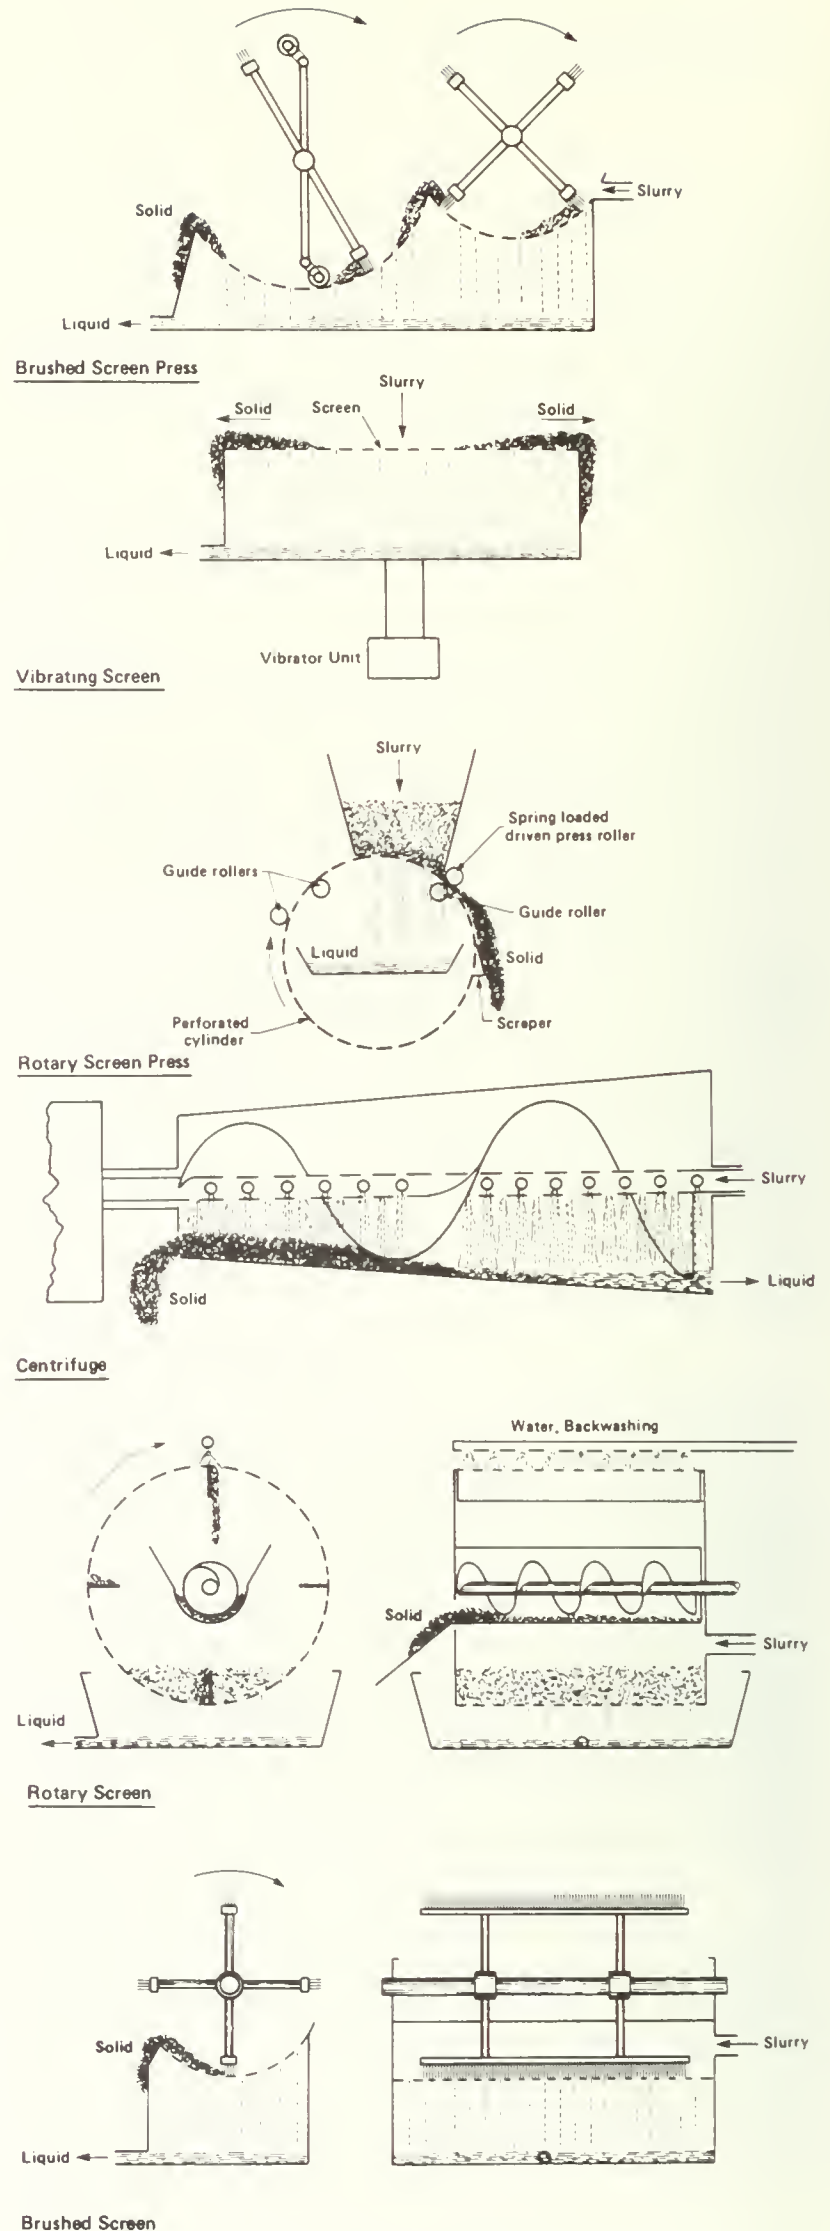 Solid
Slurry
Liquid
Brushed Screen Press
Slurry
Solid
Screen
Solid
Liquid
Vibrator Unit
Vibrating Screen
Slurry
Spring loaded
driven press roller
Guide rollers
Guide roller
Liquid
Solid
Perforated
cylinder
Scraper
Rotary Screen Press
Slurry
Liquid
Solid
Centrifuge
Water, Backwashing
Solid
Slurry
Liquid
Rotary Screen
Solid
Slurry
Liquid
Brushed Screen